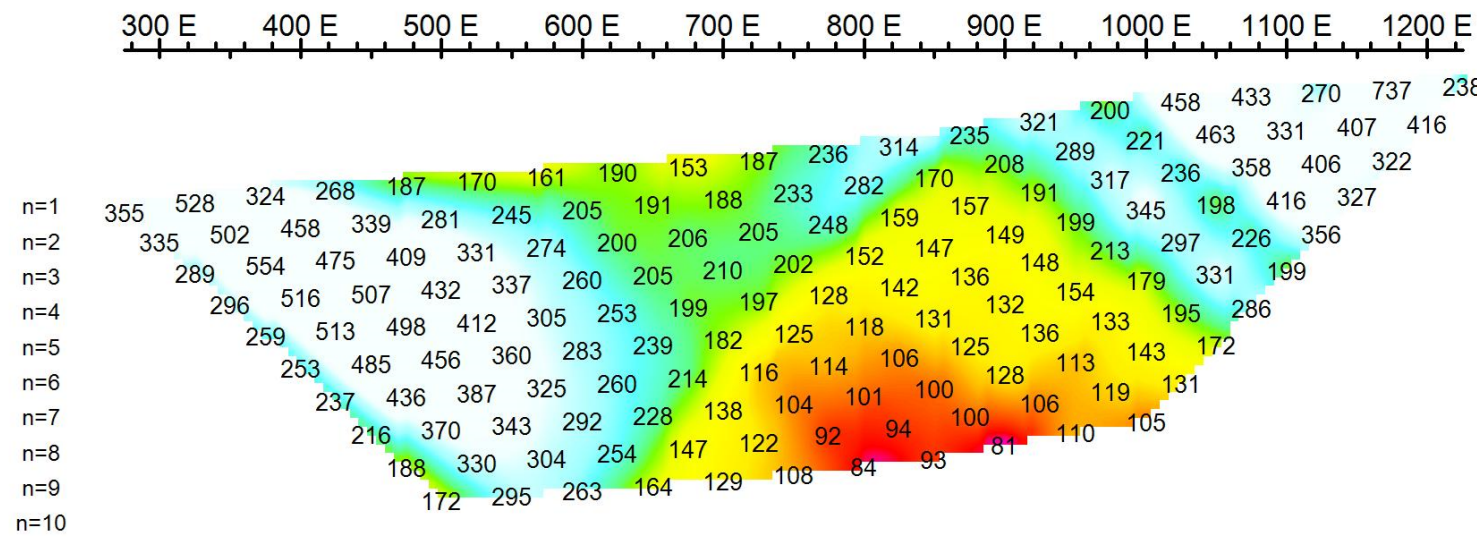 300 E 400 E 500 E 600 E 700 E 800 E 900 E 1000 E 1100 E 1200 E
n=1 355 528 324 268 187 170 161 190 153 187 236 314 235 321 200 458 433 270 737 238
n=2 335 502 458 339 281 245 205 191 188 233 282 170 208 289 221 463 331 407 416
n=3 289 554 475 409 331 274 200 206 205 248 159 157 191 317 236 358 406 322
n=4 296 516 507 432 337 260 205 210 202 152 147 149 199 345 198 416 327
n=5 259 513 498 412 305 253 199 197 128 142 136 148 213 297 226 356
n=6 253 485 456 360 283 239 182 125 118 131 132 154 179 331 199
n=7 237 436 387 325 260 214 116 114 106 125 136 133 195 286
n=8 216 370 343 292 228 138 104 101 100 128 113 143 172
n=9 188 330 304 254 147 122 92 94 100 106 119 131
n=10 172 295 263 164 129 108 84 93 81 110 105